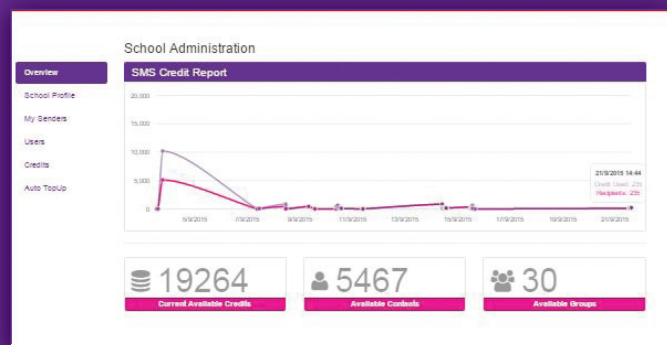 School Administration
Overview
SMS Credit Report
School Profile
My Senders
Users
Credits
Auto TopUp
20,000
15,000
10,000
5,000
0
21/9/2015 14:44
Credit Used: 235
Recipients: 235
5/9/2015 7/9/2015 9/9/2015 11/9/2015 13/9/2015 15/9/2015 17/9/2015 19/9/2015 21/9/2015
19264 5467 30
Current Available Credits Available Contacts Available Groups